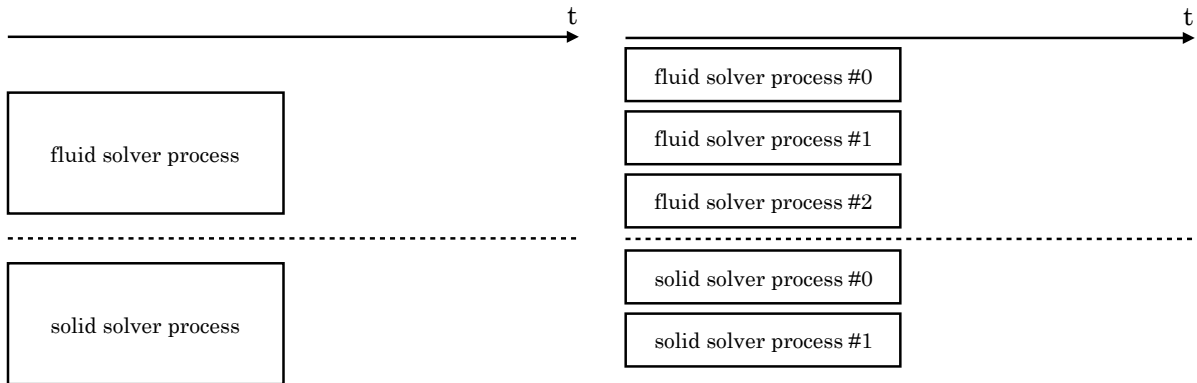 t
fluid solver process
solid solver process
t
fluid solver process #0
fluid solver process #1
fluid solver process #2
solid solver process #0
solid solver process #1